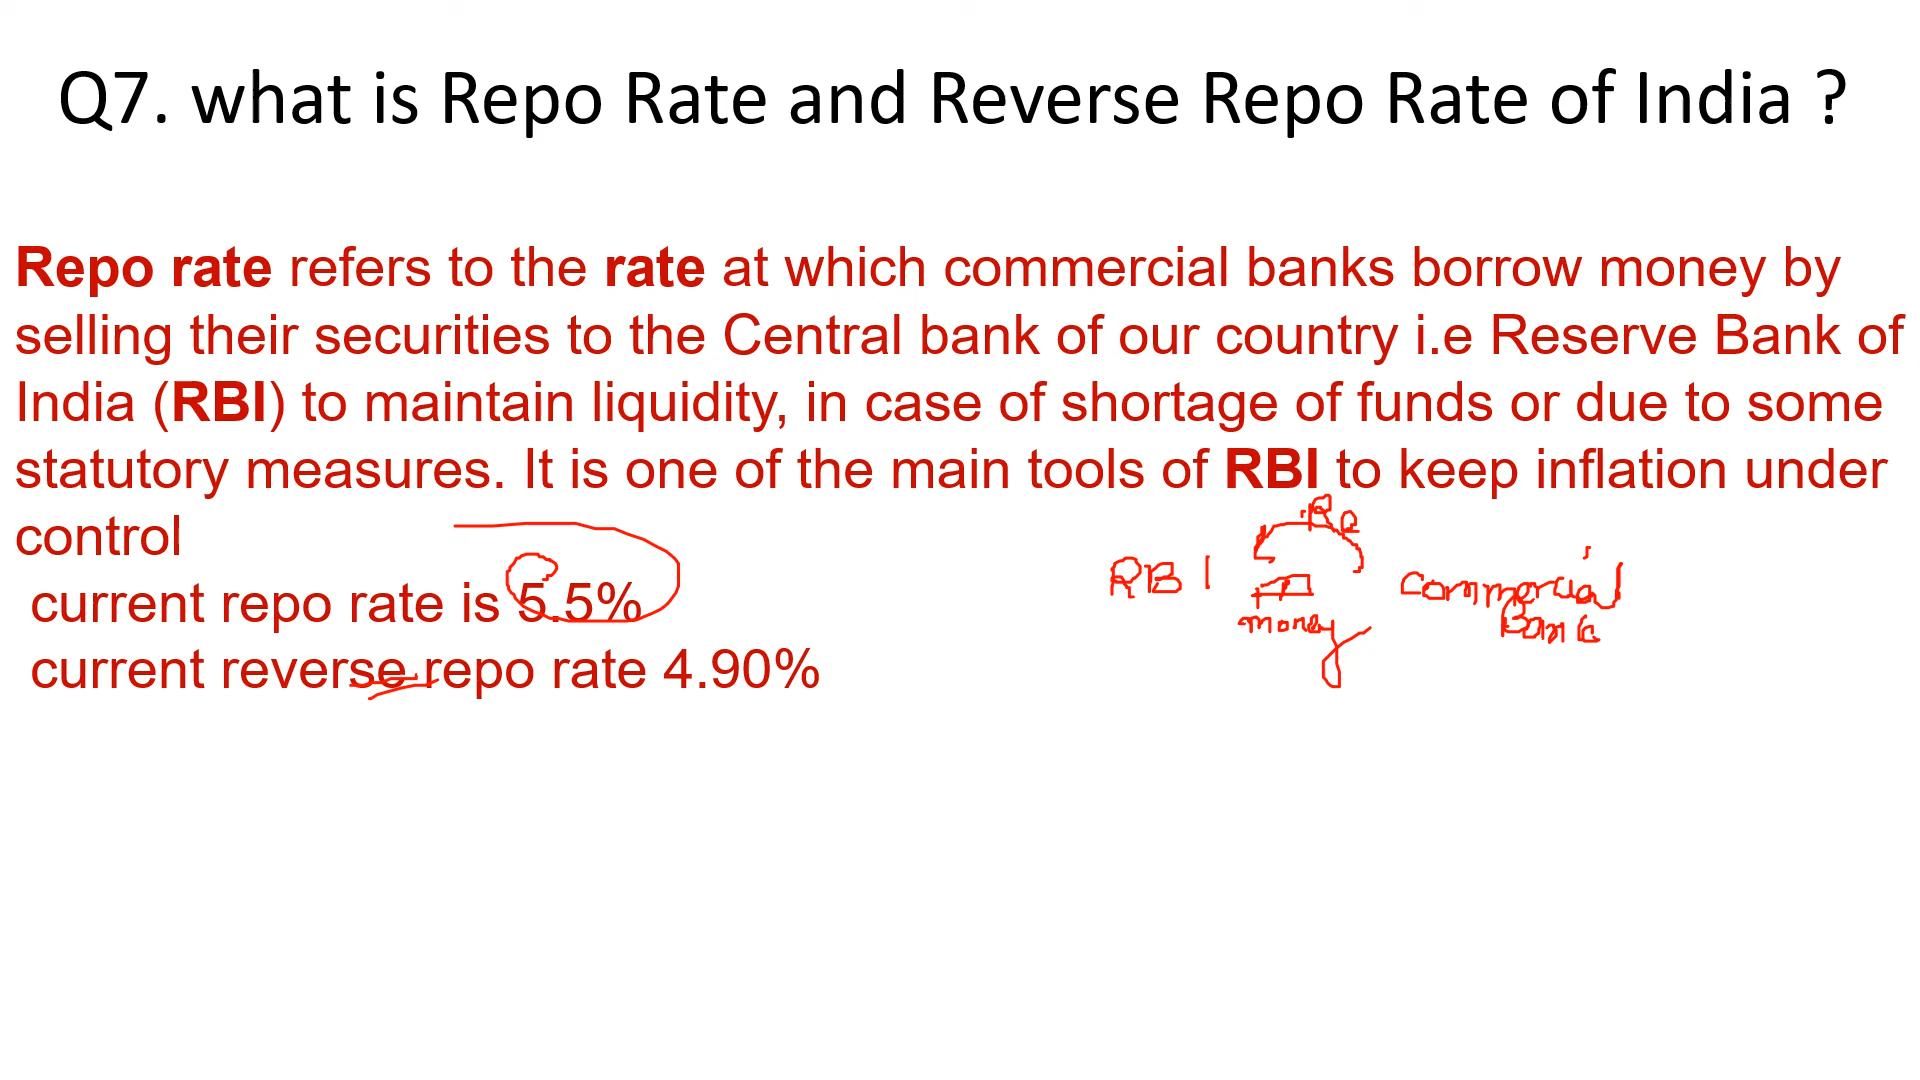 Q7. what is Repo Rate and Reverse Repo Rate of India ?
Repo rate refers to the rate at which commercial banks borrow money by
selling their securities to the Central bank of our country i.e Reserve Bank of
India (RBI) to maintain liquidity, in case of shortage of funds or due to some
statutory measures. It is one of the main tools of RBI to keep inflation under
control
current repo rate is 5.5%
current reverse repo rate 4.90%
RBI
money
Commercial
Bank